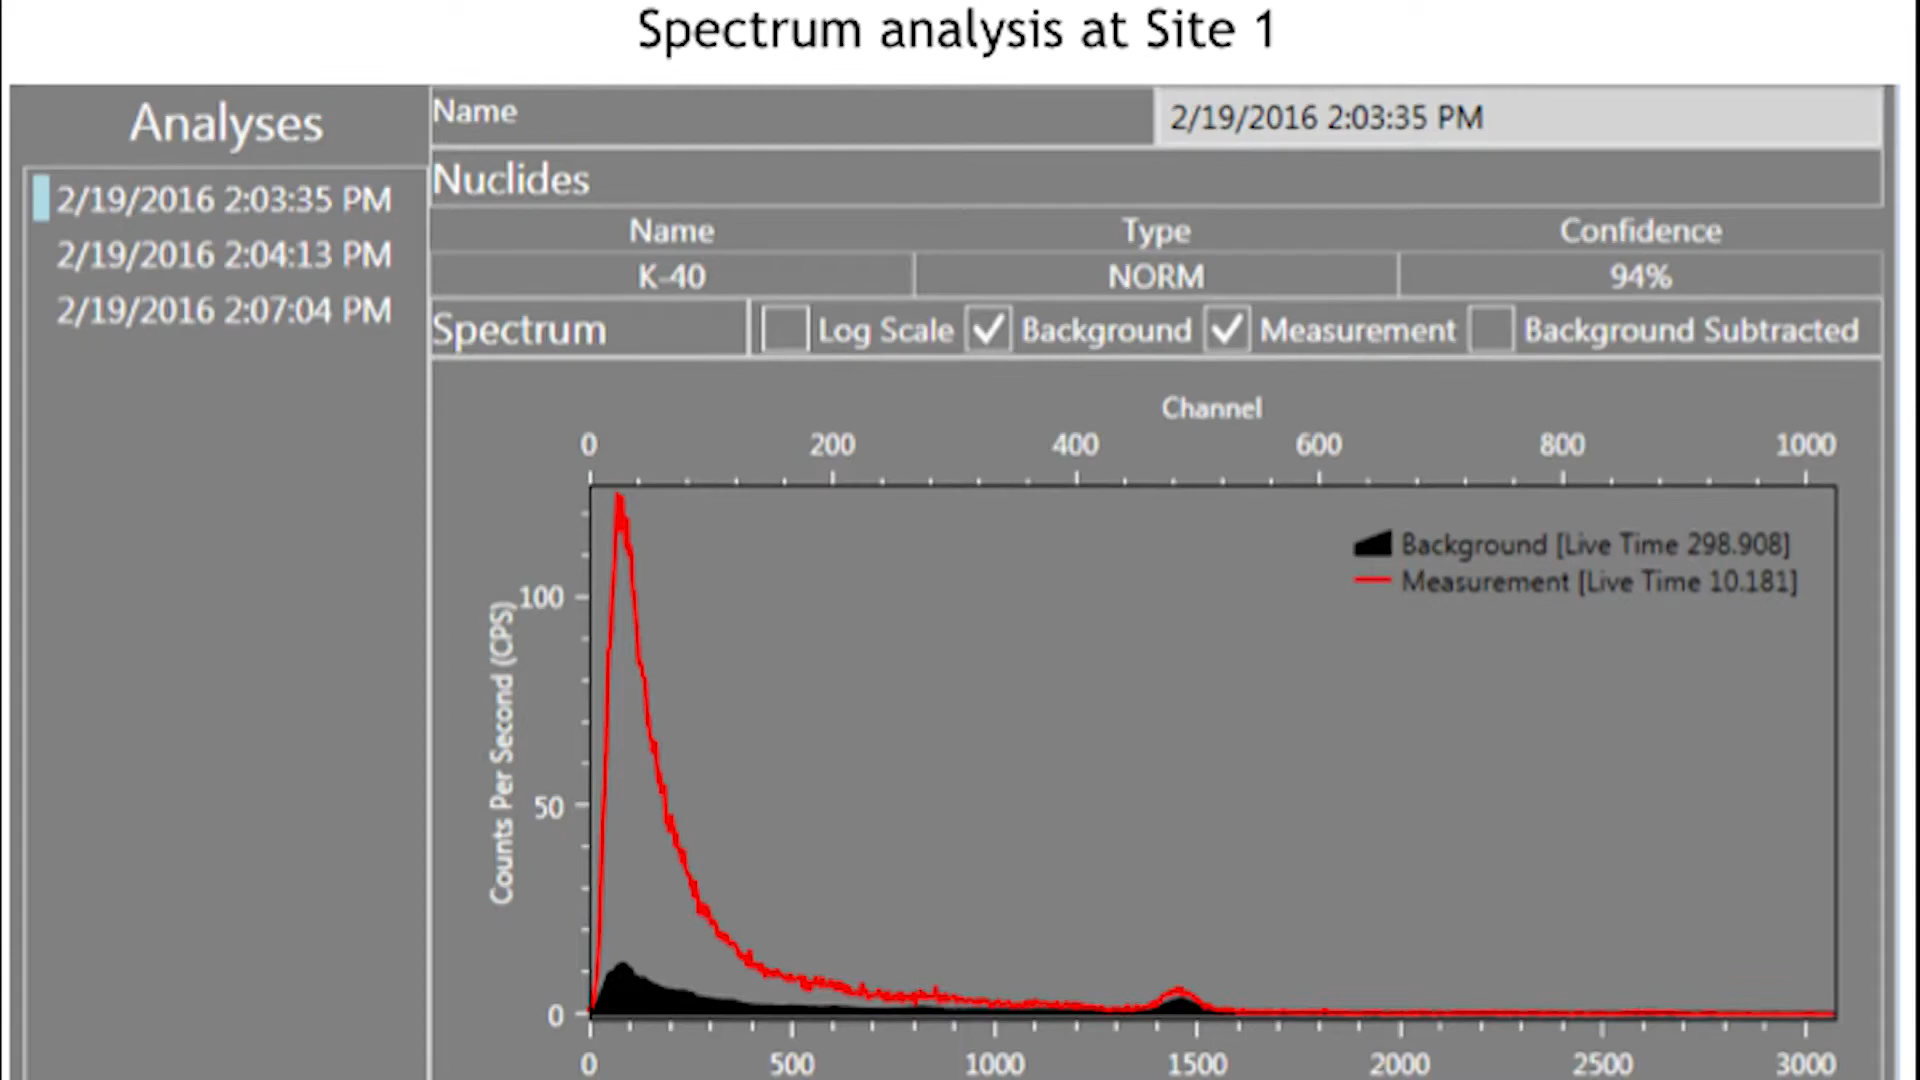 Spectrum analysis at Site 1
Analyses
2/19/2016 2:03:35 PM
2/19/2016 2:04:13 PM
2/19/2016 2:07:04 PM
Name 2/19/2016 2:03:35 PM
Nuclides
Name Type Confidence
K-40 NORM 94%
Spectrum Log Scale Background Measurement Background Subtracted
Channel
0 200 400 600 800 1000
Background [Live Time 298.908]
Measurement [Live Time 10.181]
Counts Per Second (CPS)
100
50
0
0 500 1000 1500 2000 2500 3000